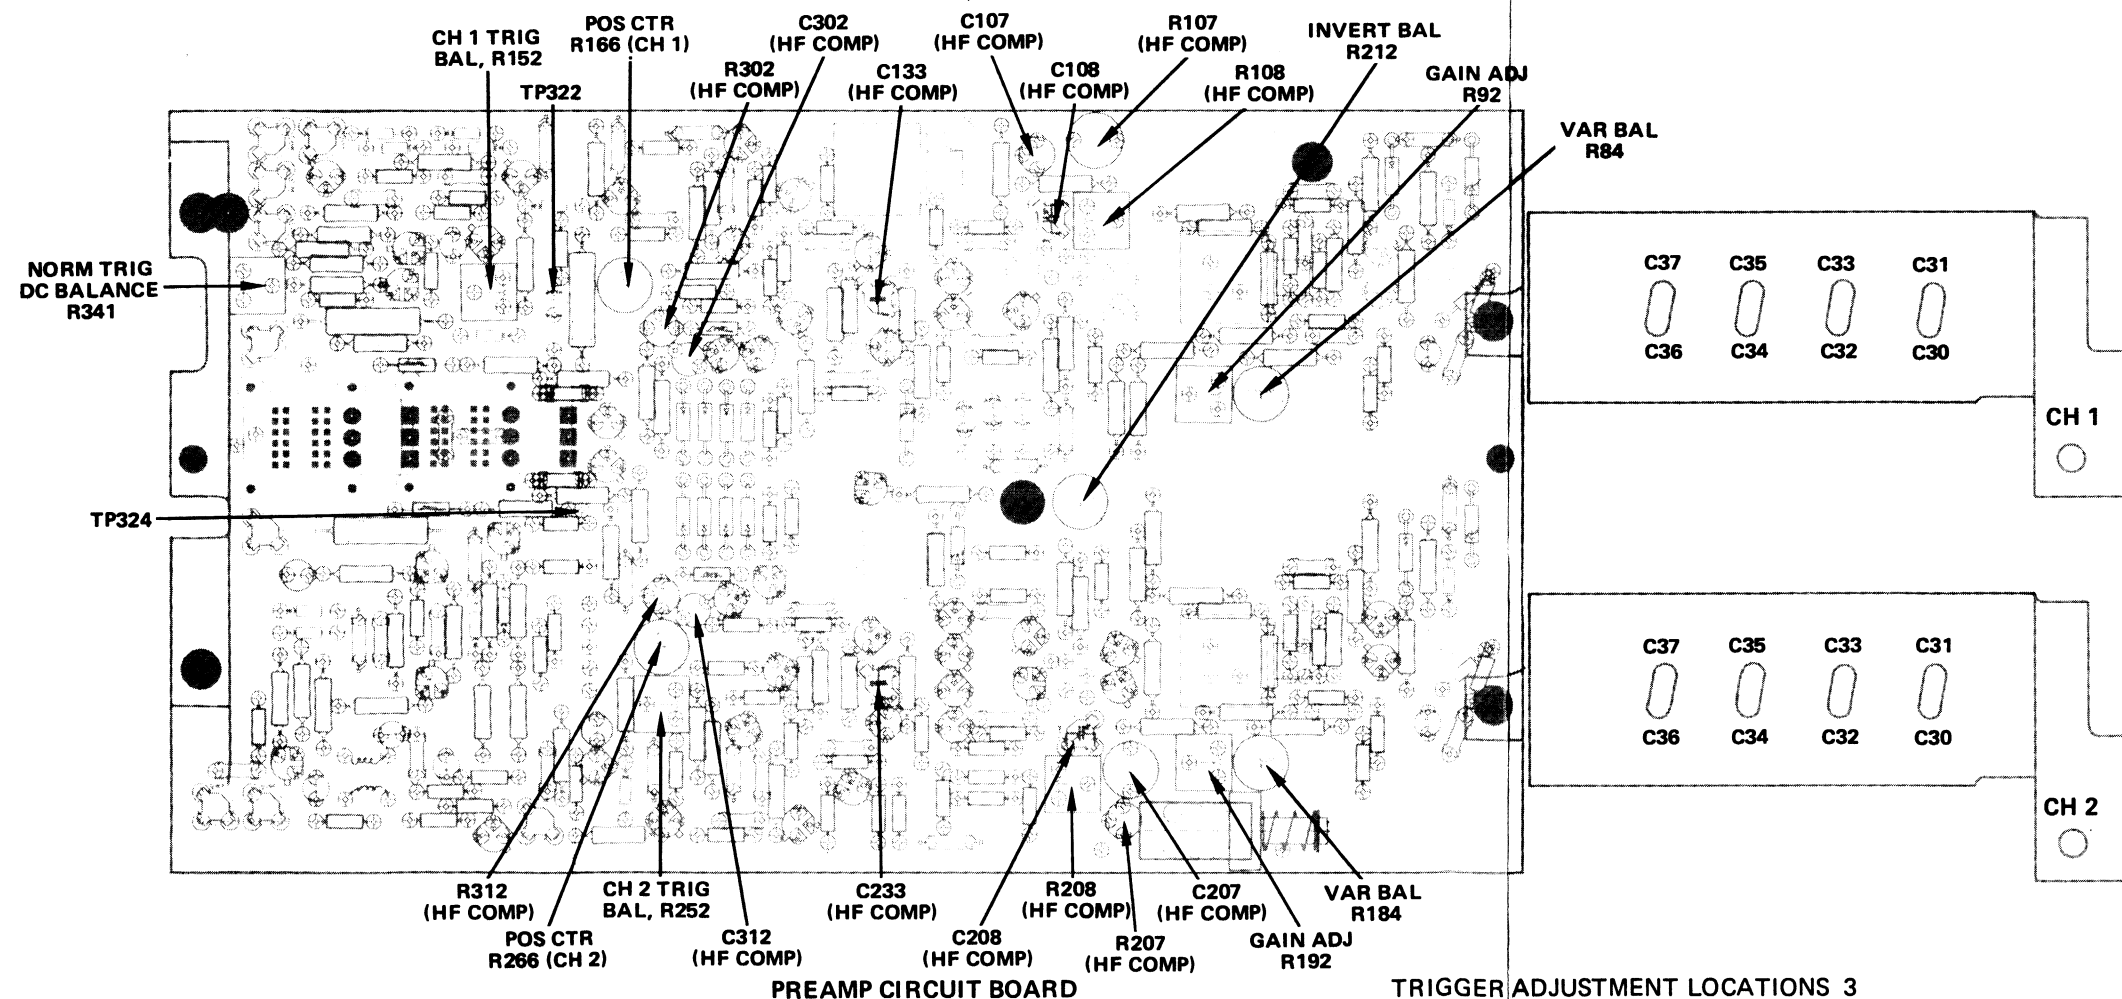 CH 1 TRIG
BAL, R152
TP322
POS CTR
R166 (CH 1)
R302
(HF COMP)
C302
(HF COMP)
C133
(HF COMP)
C107
(HF COMP)
C108
(HF COMP)
R107
(HF COMP)
R108
(HF COMP)
INVERT BAL
R212
GAIN ADJ
R92
VAR BAL
R84
NORM TRIG
DC BALANCE
R341
TP324
C37 C35 C33 C31
C36 C34 C32 C30
CH 1
C37 C35 C33 C31
C36 C34 C32 C30
CH 2
R312
(HF COMP)
POS CTR
R266 (CH 2)
CH 2 TRIG
BAL, R252
C312
(HF COMP)
C233
(HF COMP)
C208
(HF COMP)
R208
(HF COMP)
R207
(HF COMP)
C207
(HF COMP)
GAIN ADJ
R192
VAR BAL
R184
PREAMP CIRCUIT BOARD
TRIGGER ADJUSTMENT LOCATIONS 3